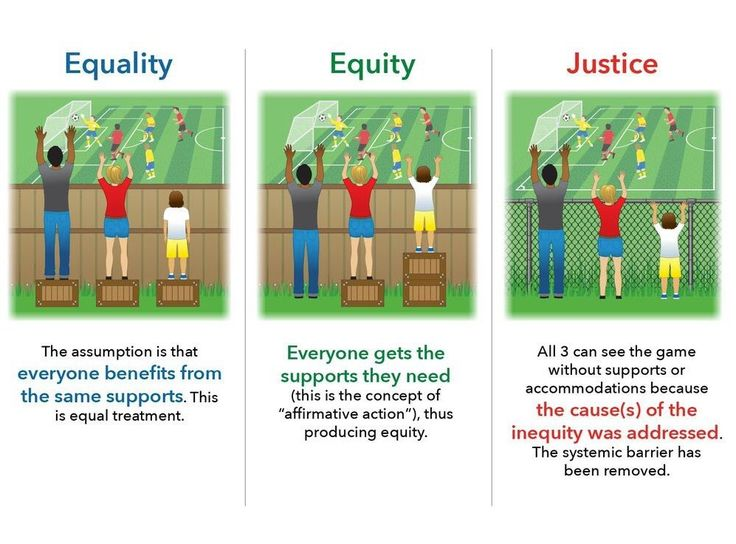 Equality
The assumption is that
everyone benefits from
the same supports. This
is equal treatment.
Equity
Everyone gets the
supports they need
(this is the concept of
“affirmative action”), thus
producing equity.
Justice
All 3 can see the game
without supports or
accommodations because
the cause(s) of the
inequity was addressed.
The systemic barrier has
been removed.